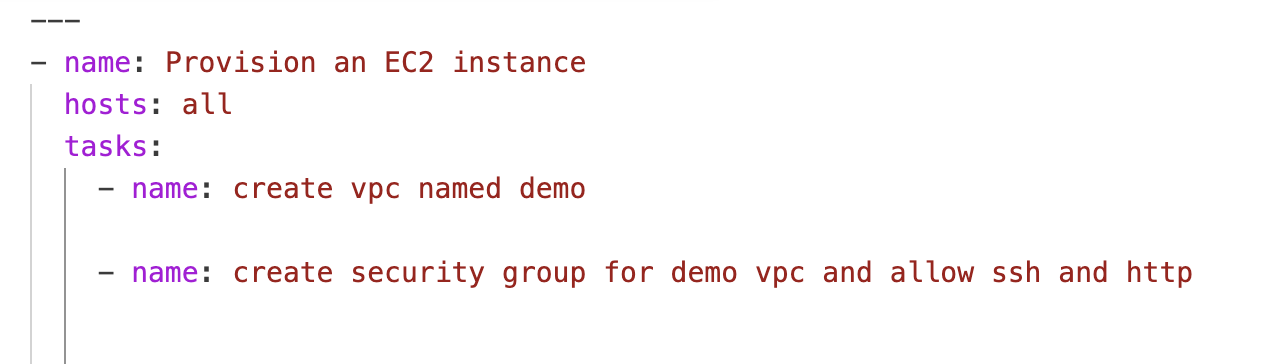 ---
- name: Provision an EC2 instance
  hosts: all
  tasks:
    - name: create vpc named demo
    - name: create security group for demo vpc and allow ssh and http